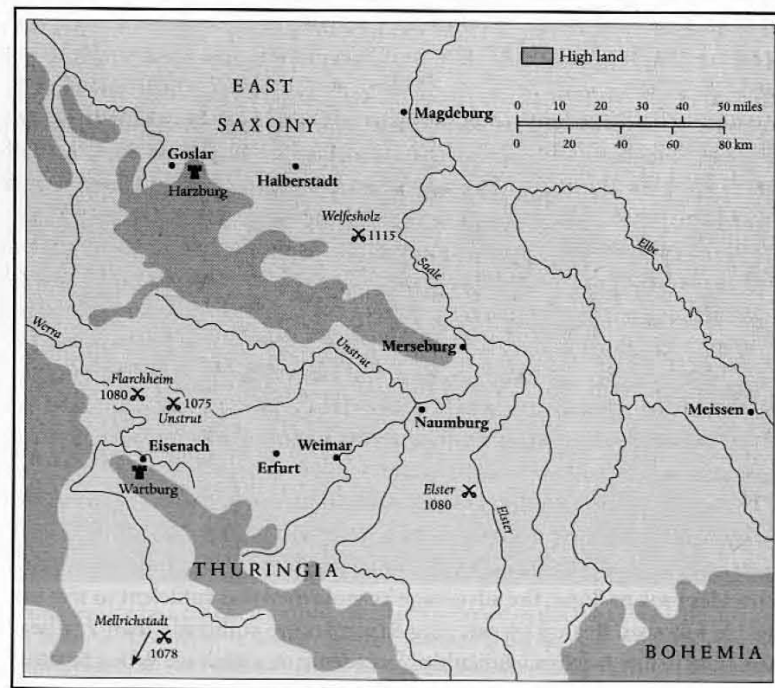 High land
0 10 20 30 40 50 miles
0 20 40 60 80 km
EAST
SAXONY
Magdeburg
Goslar
Harzburg
Halberstadt
Welfesholz
1115
Elbe
Saale
Werra
Unstrut
Merseburg
Flarchheim
1080
1075
Unstrut
Naumburg
Meissen
Eisenach
Wartburg
Erfurt
Weimar
Elster
1080
Elster
THURINGIA
Mellrichstadt
1078
BOHEMIA